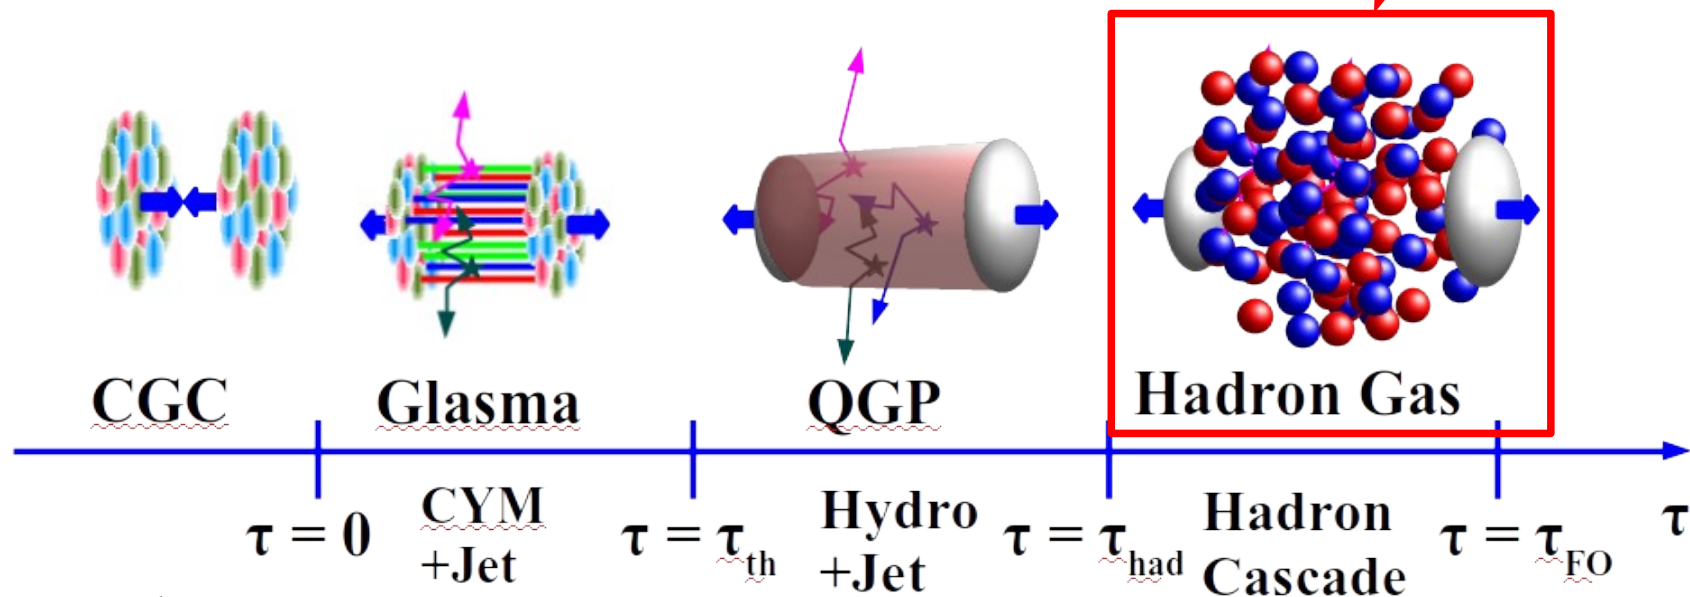 CGC
Glasma
QGP
Hadron Gas
τ = 0
CYM
+Jet
τ = τth
Hydro
+Jet
τ = τhad
Hadron
Cascade
τ = τFO
τ